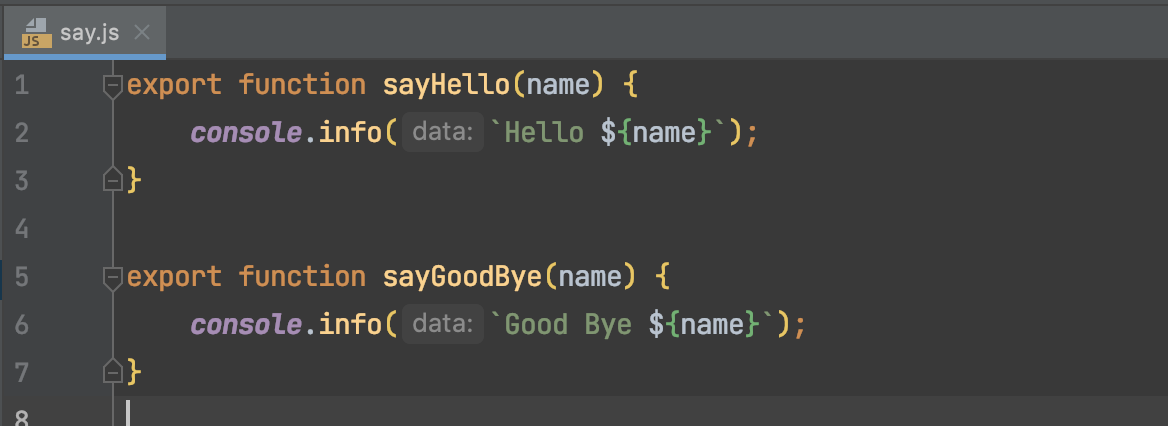 JS say.js
1 export function sayHello(name) {
2     console.info( data: `Hello ${name}`);
3 }
4
5 export function sayGoodBye(name) {
6     console.info( data: `Good Bye ${name}`);
7 }
8